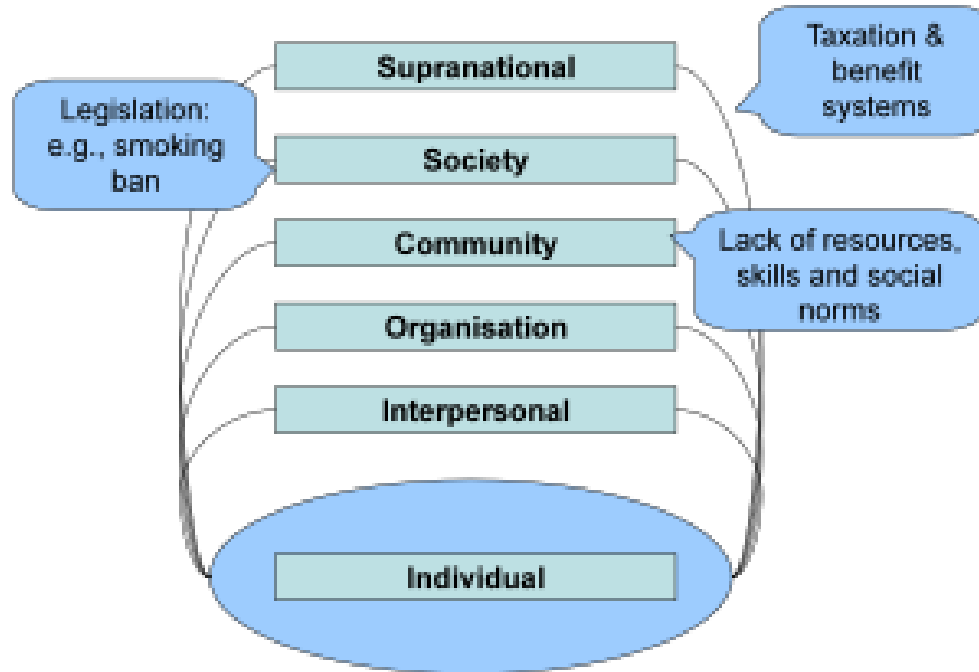 Supranational
Taxation &
benefit
systems
Legislation:
e.g., smoking
ban
Society
Community
Lack of resources,
skills and social
norms
Organisation
Interpersonal
Individual